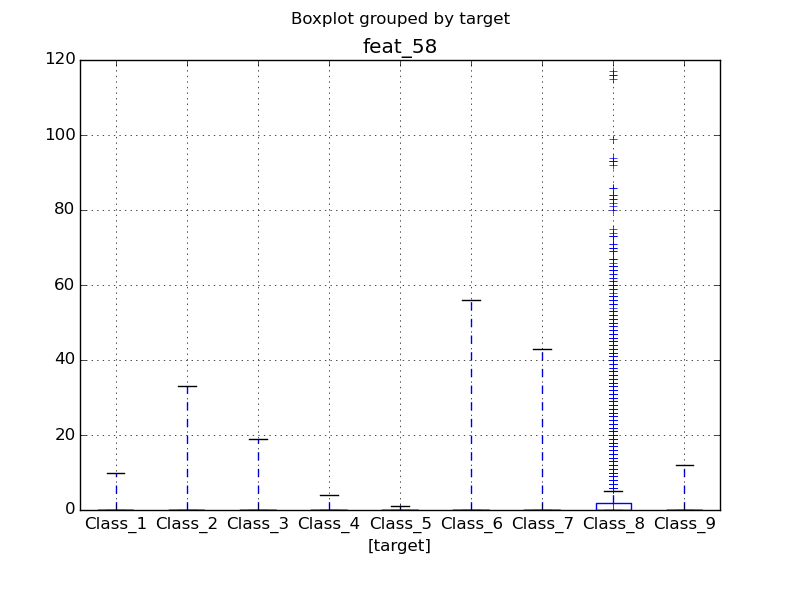 Boxplot grouped by target
feat_58
120
100
80
60
40
20
0
Class_1 Class_2 Class_3 Class_4 Class_5 Class_6 Class_7 Class_8 Class_9
[target]